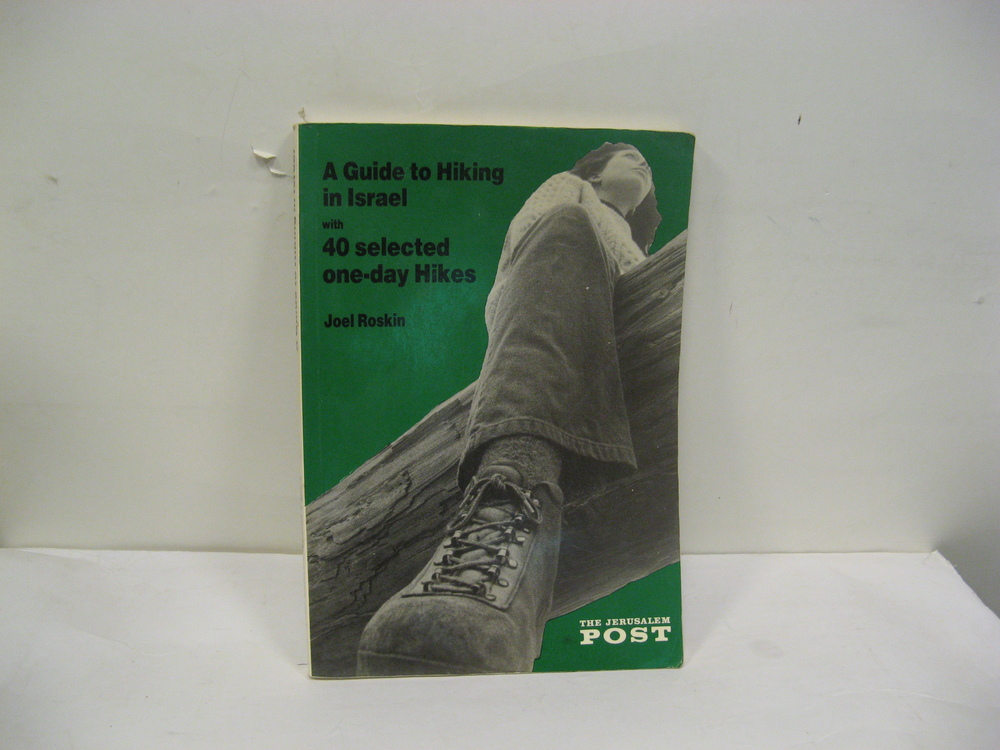 A Guide to Hiking
in Israel
with
40 selected
one-day Hikes
Joel Roskin
THE JERUSALEM
POST